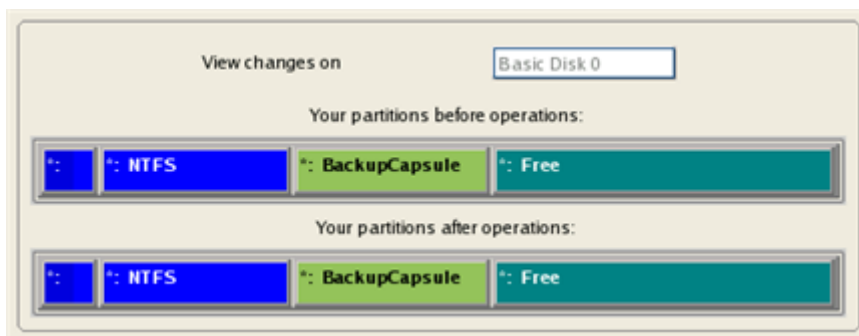 View changes on Basic Disk 0
Your partitions before operations:
*: *: NTFS *: BackupCapsule *: Free
Your partitions after operations:
*: *: NTFS *: BackupCapsule *: Free